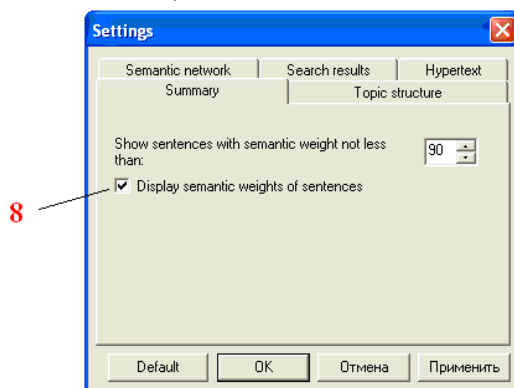 Settings
Semantic network Search results Hypertext
Summary Topic structure
Show sentences with semantic weight not less 90
than:
Display semantic weights of sentences
8
Default OK Отмена Применить